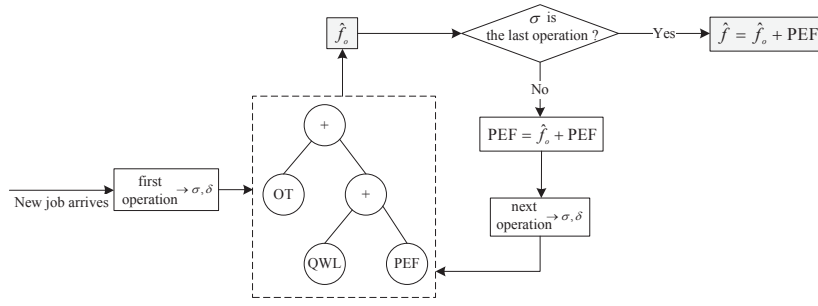 New job arrives
first
operation → σ, δ
+
OT
+
QWL
PEF
f̂ₒ
σ is
the last operation ?
Yes
f̂ = f̂ₒ + PEF
No
PEF = f̂ₒ + PEF
next
operation → σ, δ